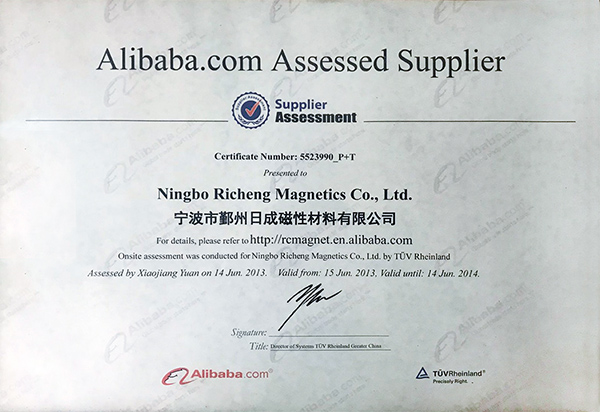 Alibaba.com Assessed Supplier
Supplier Assessment
Supplier
Assessment
Certificate Number: 5523990_P+T
Presented to
Ningbo Richeng Magnetics Co., Ltd.
宁波市鄞州日成磁性材料有限公司
For details, please refer to http://rcmagnet.en.alibaba.com
Onsite assessment was conducted for Ningbo Richeng Magnetics Co., Ltd. by TÜV Rheinland
Assessed by Xiaojiang Yuan on 14 Jun. 2013. Valid from: 15 Jun. 2013, Valid until: 14 Jun. 2014.
Signature:
Title: Director of Systems TÜV Rheinland Greater China
Alibaba.com®
TÜVRheinland®
Precisely Right.